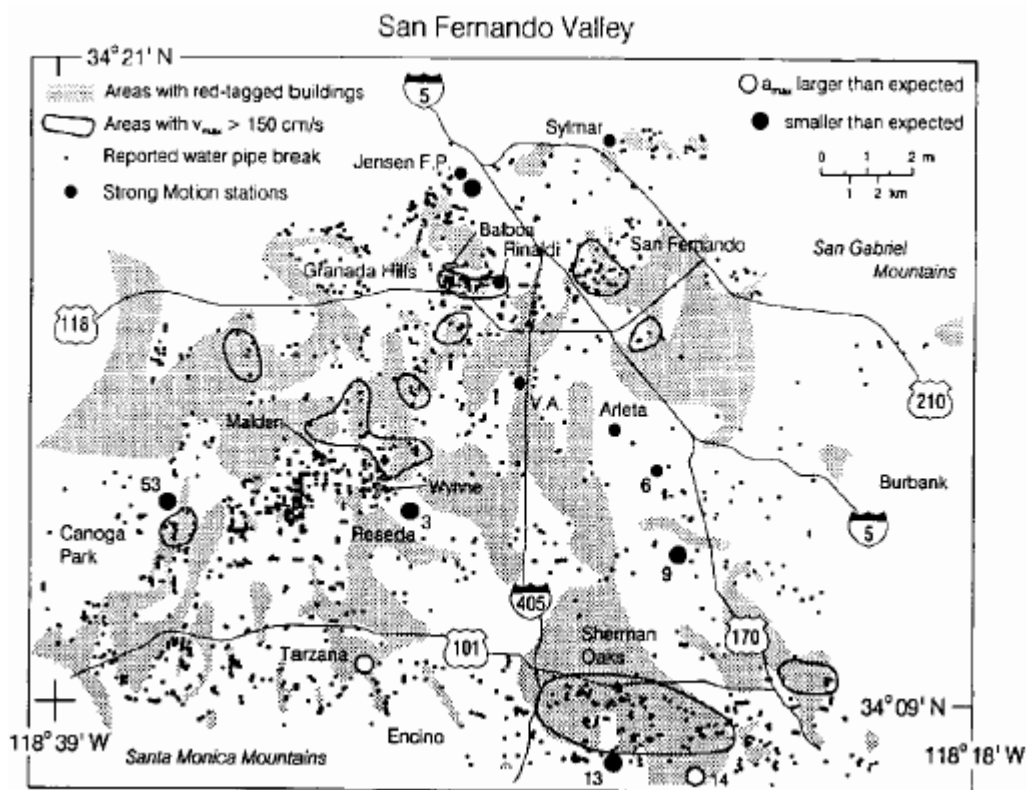 San Fernando Valley
34° 21' N
Areas with red-tagged buildings
Areas with vmax > 150 cm/s
Reported water pipe break
Strong Motion stations
amax larger than expected
smaller than expected
0 1 2 m
1 2 km
5
Sylmar
Jensen F.P.
Balboa
Rinaldi
San Fernando
San Gabriel
Mountains
Granada Hills
118
210
V.A.
Arleta
Malden
6
Burbank
53
Wynne
3
Canoga
Park
Reseda
5
9
405
Sherman
Oaks
170
101
Tarzana
34° 09' N
118° 39' W
Encino
118° 18' W
Santa Monica Mountains
13
14